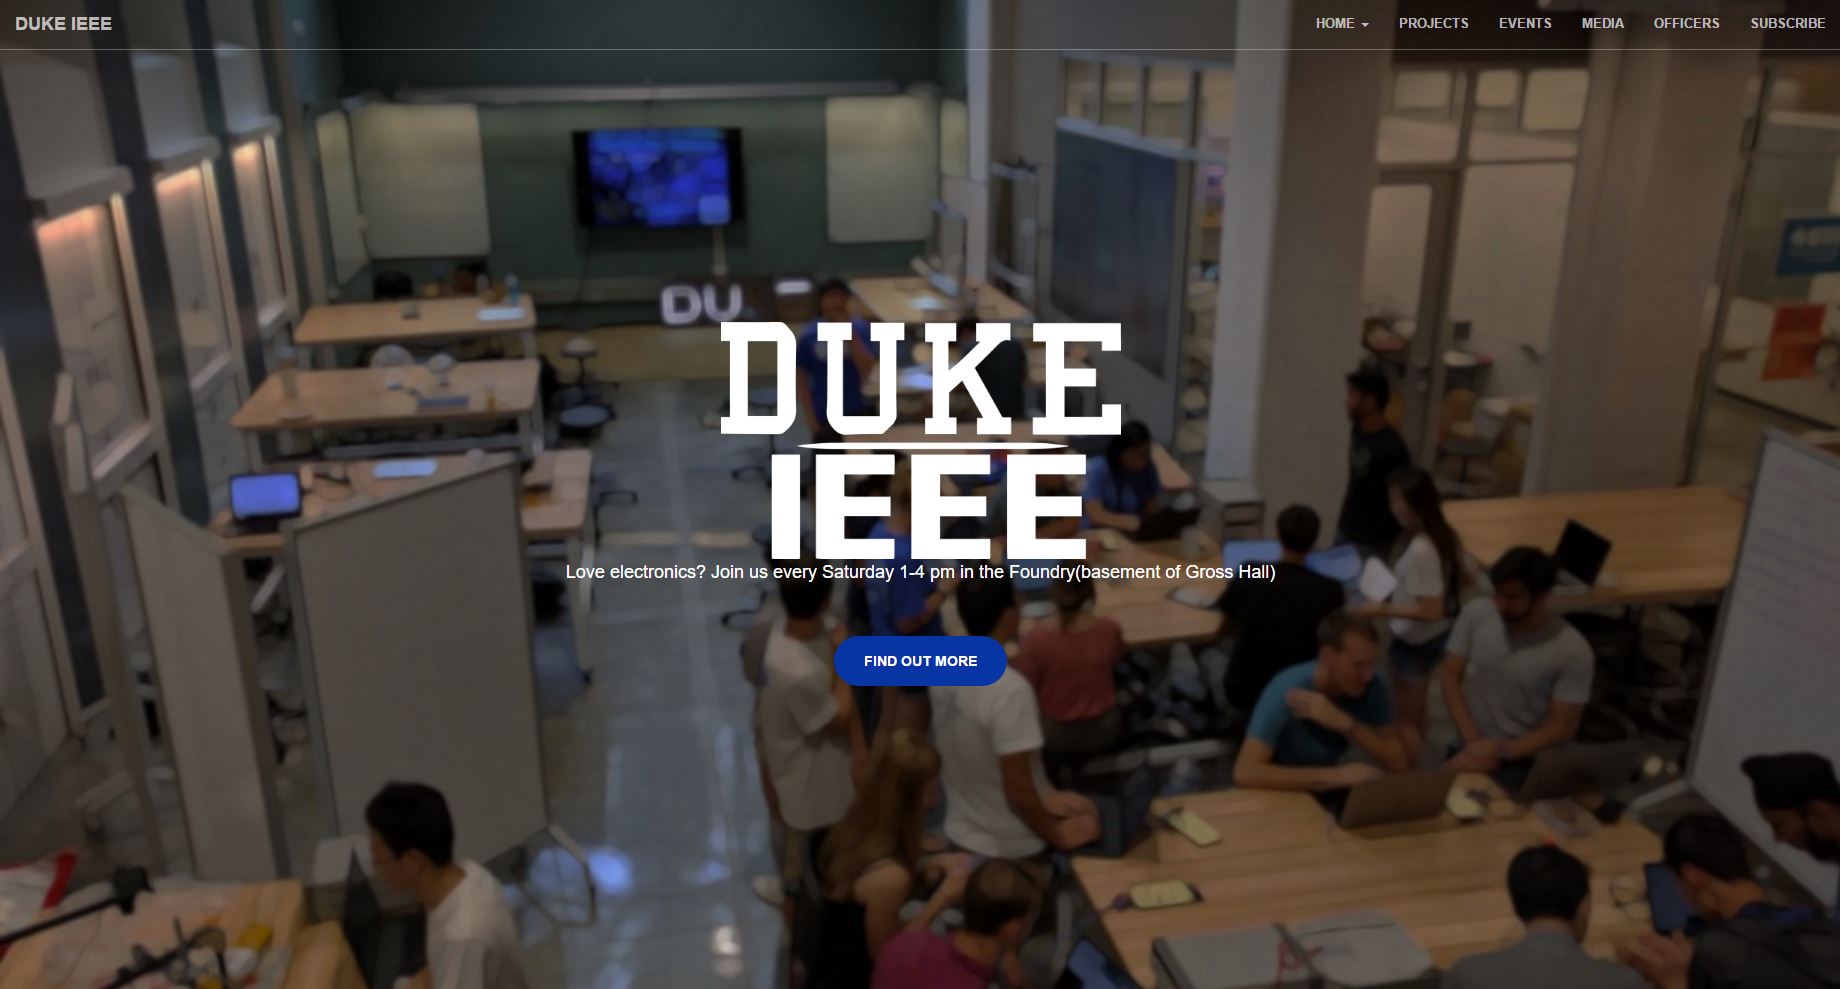 DUKE IEEE
HOME PROJECTS EVENTS MEDIA OFFICERS SUBSCRIBE
DU
DUKE
IEEE
Love electronics? Join us every Saturday 1-4 pm in the Foundry(basement of Gross Hall)
FIND OUT MORE